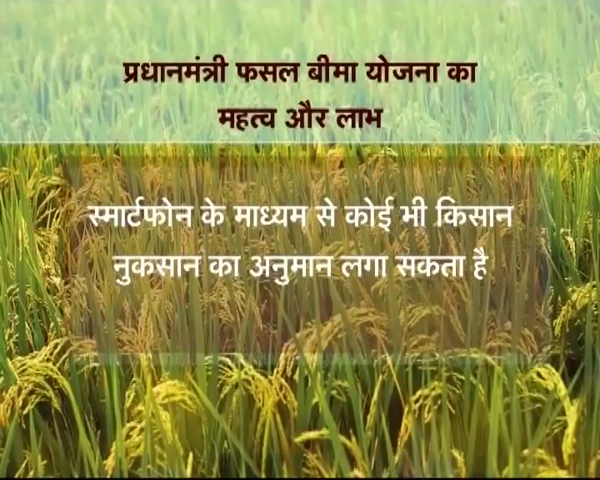 प्रधानमंत्री फसल बीमा योजना का
महत्व और लाभ
स्मार्टफोन के माध्यम से कोई भी किसान
नुकसान का अनुमान लगा सकता है